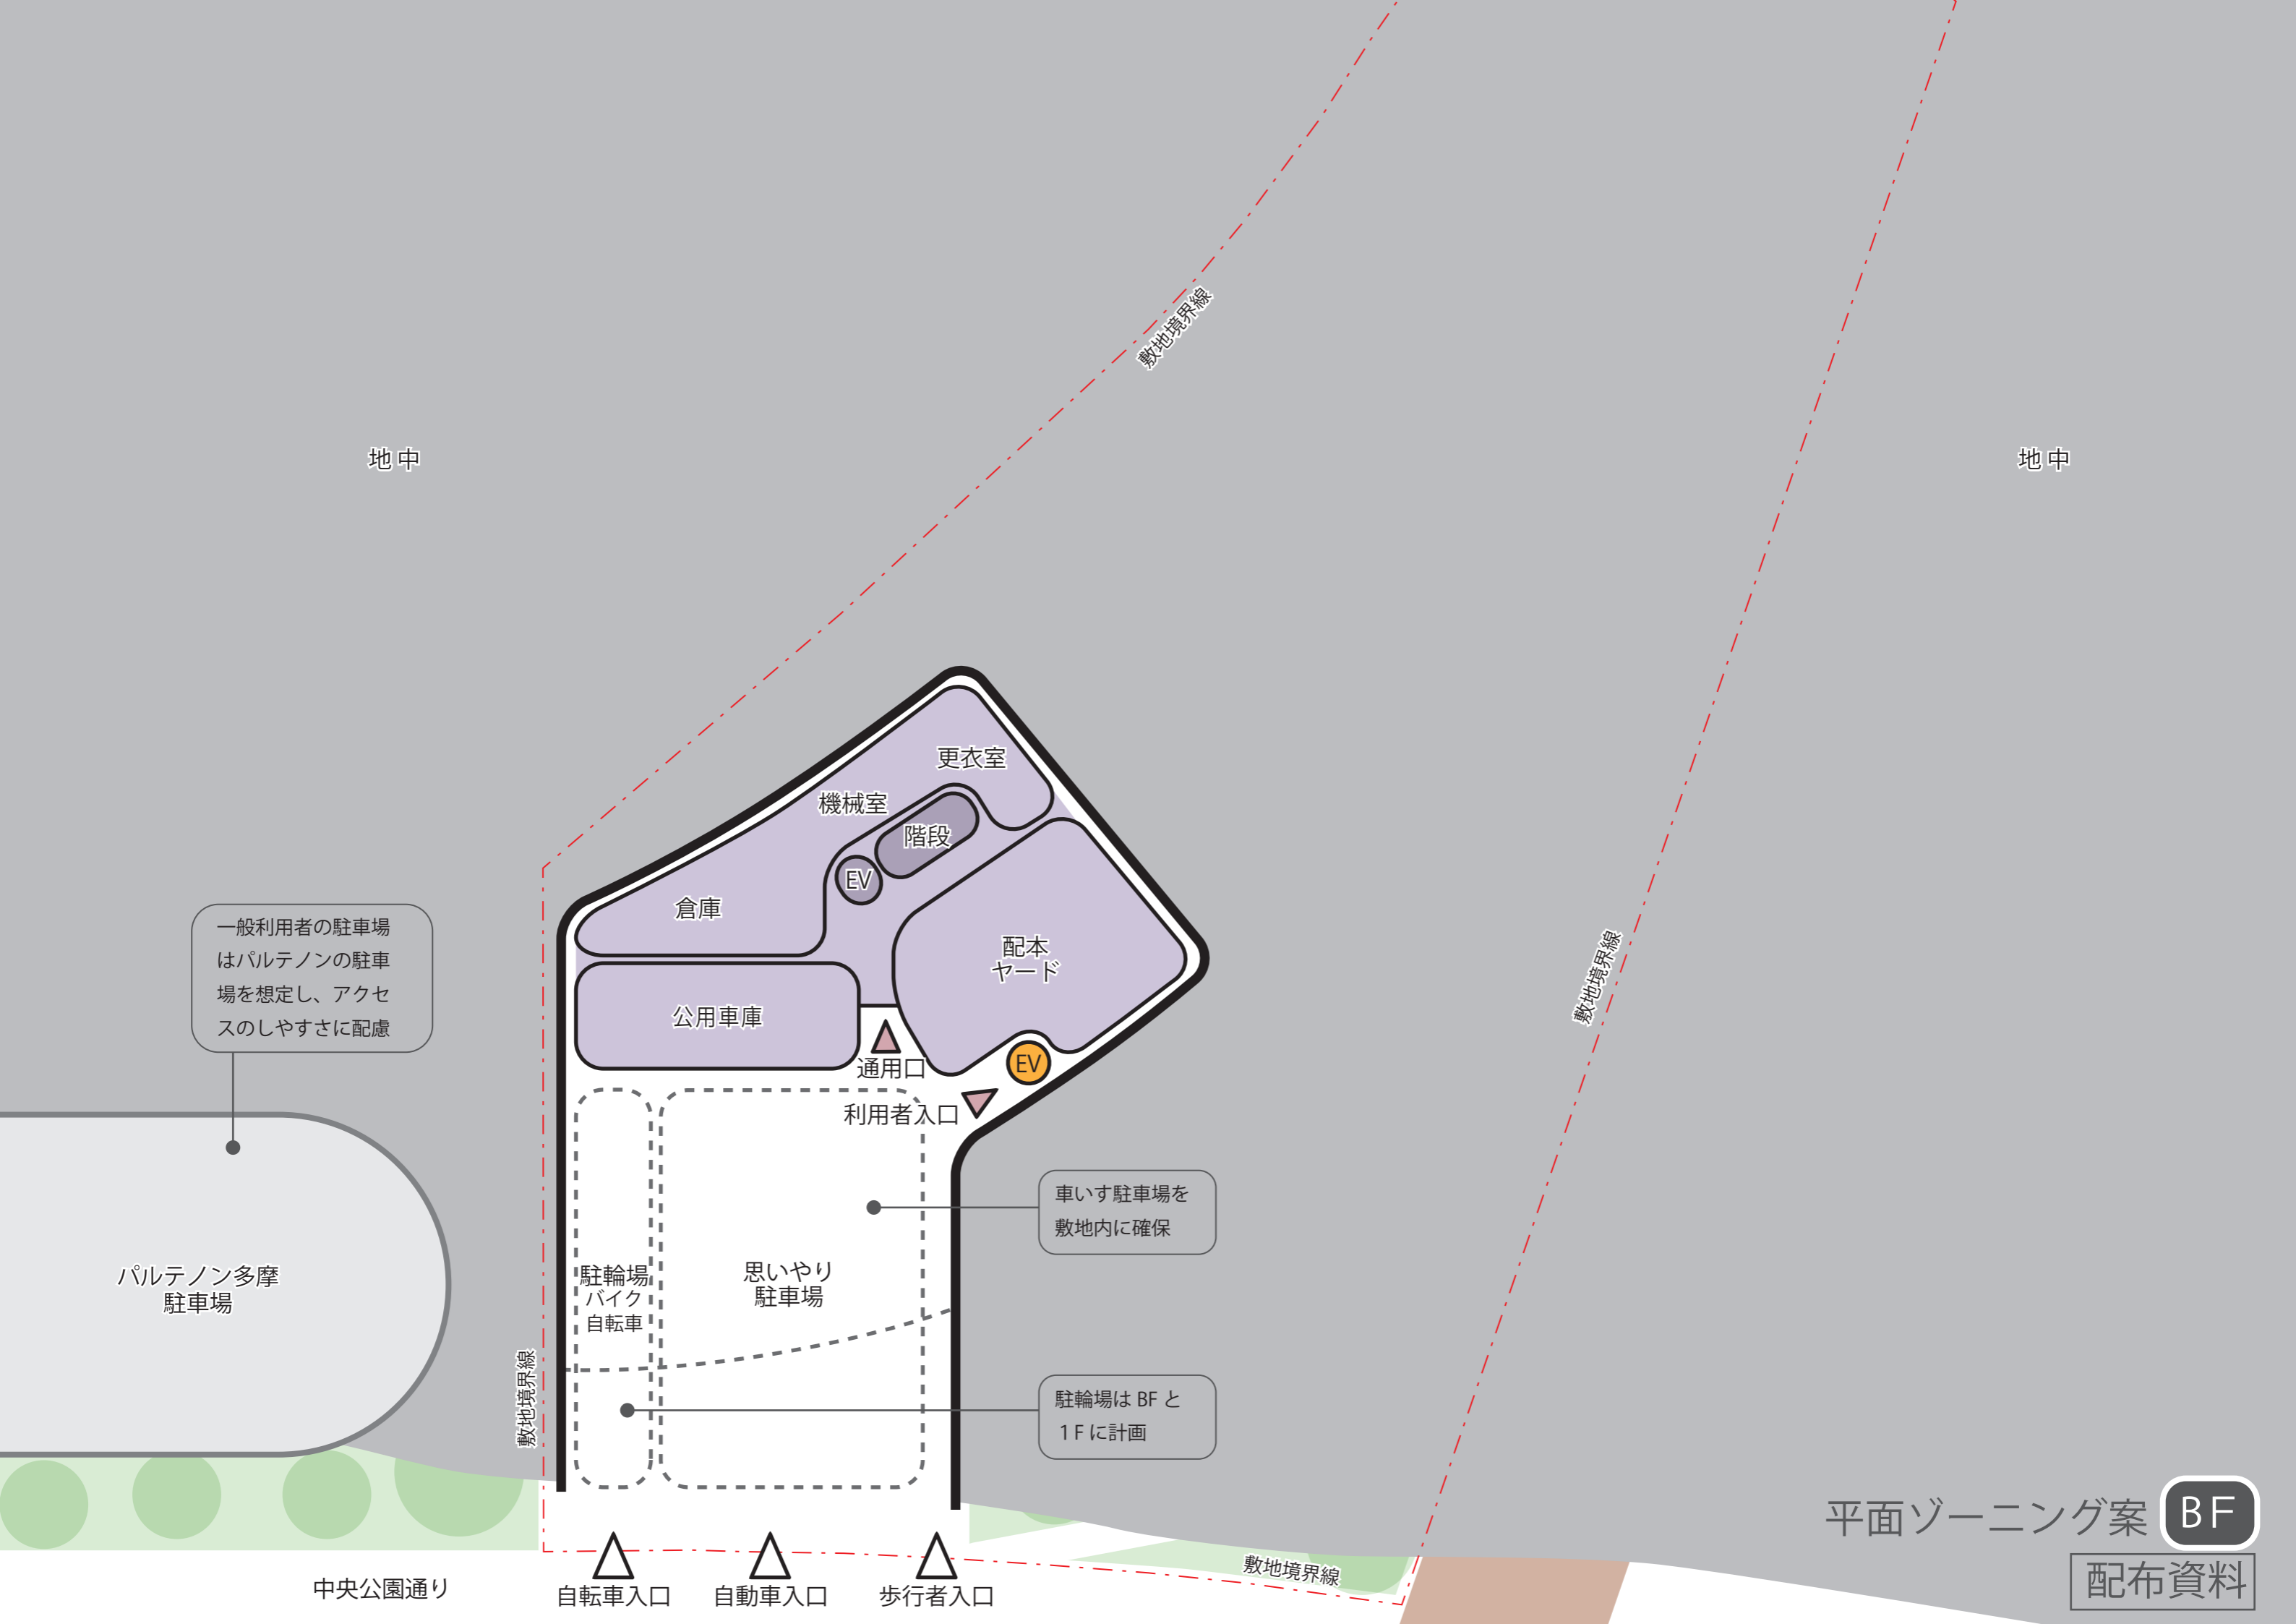 敷地境界線
地 中
地 中
更衣室
機械室
階段
EV
倉庫
配本
ヤード
敷地境界線
公用車庫
一般利用者の駐車場
はパルテノンの駐車
場を想定し、アクセ
スのしやすさに配慮
通用口
EV
利用者入口
車いす駐車場を
敷地内に確保
パルテノン多摩
駐車場
駐輪場
バイク
自転車
思いやり
駐車場
敷地境界線
駐輪場は BF と
1F に計画
平面ゾーニング案 BF
配布資料
敷地境界線
中央公園通り
自転車入口
自動車入口
歩行者入口